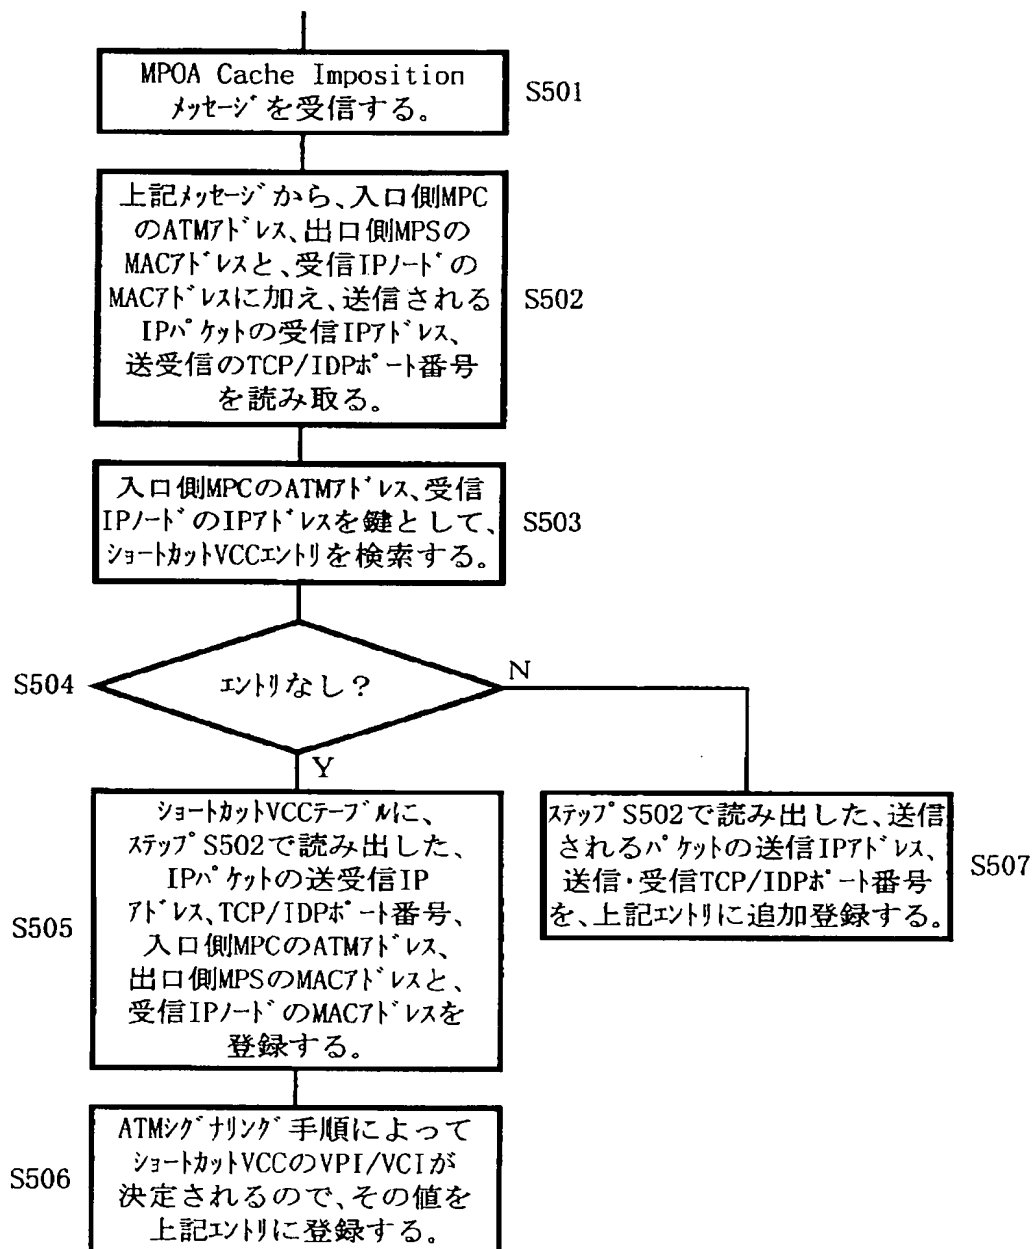 MPOA Cache Imposition
メッセージを受信する。
S501
上記メッセージから、入口側MPC
のATMアドレス、出口側MPSの
MACアドレスと、受信IPノードの
MACアドレスに加え、送信される
IPパケットの受信IPアドレス、
送受信のTCP/IDPポート番号
を読み取る。
S502
入口側MPCのATMアドレス、受信
IPノードのIPアドレスを鍵として、
ショートカットVCCエントリを検索する。
S503
S504
エントリなし?
N
Y
ショートカットVCCテーブルに、
ステップS502で読み出した、
IPパケットの送受信IP
アドレス、TCP/IDPポート番号、
入口側MPCのATMアドレス、
出口側MPSのMACアドレスと、
受信IPノードのMACアドレスを
登録する。
S505
ステップS502で読み出した、送信
されるパケットの送信IPアドレス、
送信・受信TCP/IDPポート番号
を、上記エントリに追加登録する。
S507
ATMシグナリング手順によって
ショートカットVCCのVPI/VCIが
決定されるので、その値を
上記エントリに登録する。
S506